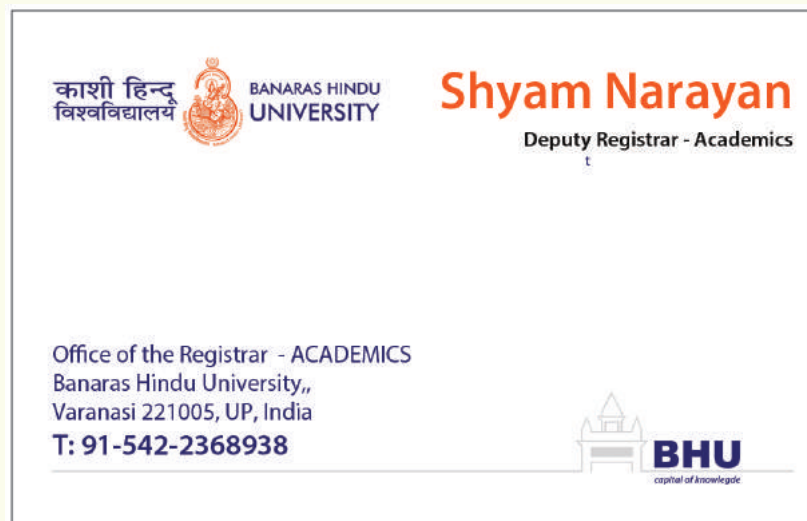 काशी हिन्दू
विश्वविद्यालय
BANARAS HINDU
UNIVERSITY
Shyam Narayan
Deputy Registrar - Academics
t
Office of the Registrar - ACADEMICS
Banaras Hindu University,,
Varanasi 221005, UP, India
T: 91-542-2368938
BHU
capital of knowlegde